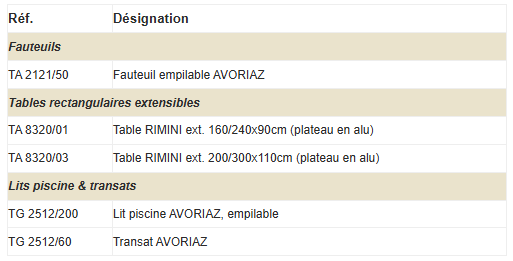 Réf. Désignation
Fauteuils
TA 2121/50 Fauteuil empilable AVORIAZ
Tables rectangulaires extensibles
TA 8320/01 Table RIMINI ext. 160/240x90cm (plateau en alu)
TA 8320/03 Table RIMINI ext. 200/300x110cm (plateau en alu)
Lits piscine & transats
TG 2512/200 Lit piscine AVORIAZ, empilable
TG 2512/60 Transat AVORIAZ